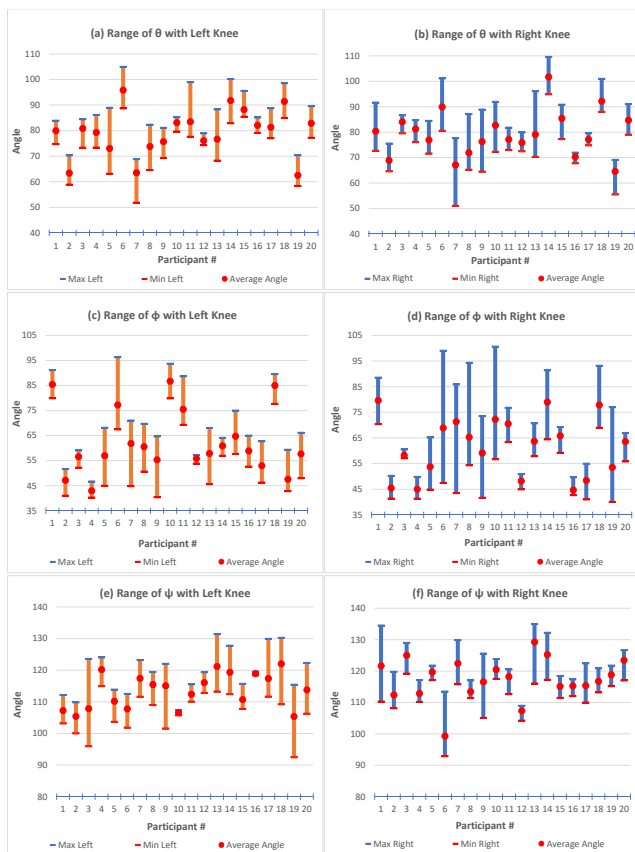 (a) Range of θ with Left Knee
110
100
90
80
70
60
50
40
Angle
1 2 3 4 5 6 7 8 9 10 11 12 13 14 15 16 17 18 19 20
Participant #
Max Left Min Left Average Angle
(b) Range of θ with Right Knee
110
100
90
80
70
60
50
40
Angle
1 2 3 4 5 6 7 8 9 10 11 12 13 14 15 16 17 18 19 20
Participant #
Max Right Min Right Average Angle
(c) Range of ϕ with Left Knee
105
95
85
75
65
55
45
35
Angle
1 2 3 4 5 6 7 8 9 10 11 12 13 14 15 16 17 18 19 20
Participant #
Max Left Min Left Average Angle
(d) Range of ϕ with Right Knee
105
95
85
75
65
55
45
35
Angle
1 2 3 4 5 6 7 8 9 10 11 12 13 14 15 16 17 18 19 20
Participant #
Max Right Min Right Average Angle
(e) Range of ψ with Left Knee
140
130
120
110
100
90
80
Angle
1 2 3 4 5 6 7 8 9 10 11 12 13 14 15 16 17 18 19 20
Participant #
Max Left Min Left Average Angle
(f) Range of ψ with Right Knee
140
130
120
110
100
90
80
Angle
1 2 3 4 5 6 7 8 9 10 11 12 13 14 15 16 17 18 19 20
Participant #
Max Right Min Right Average Angle